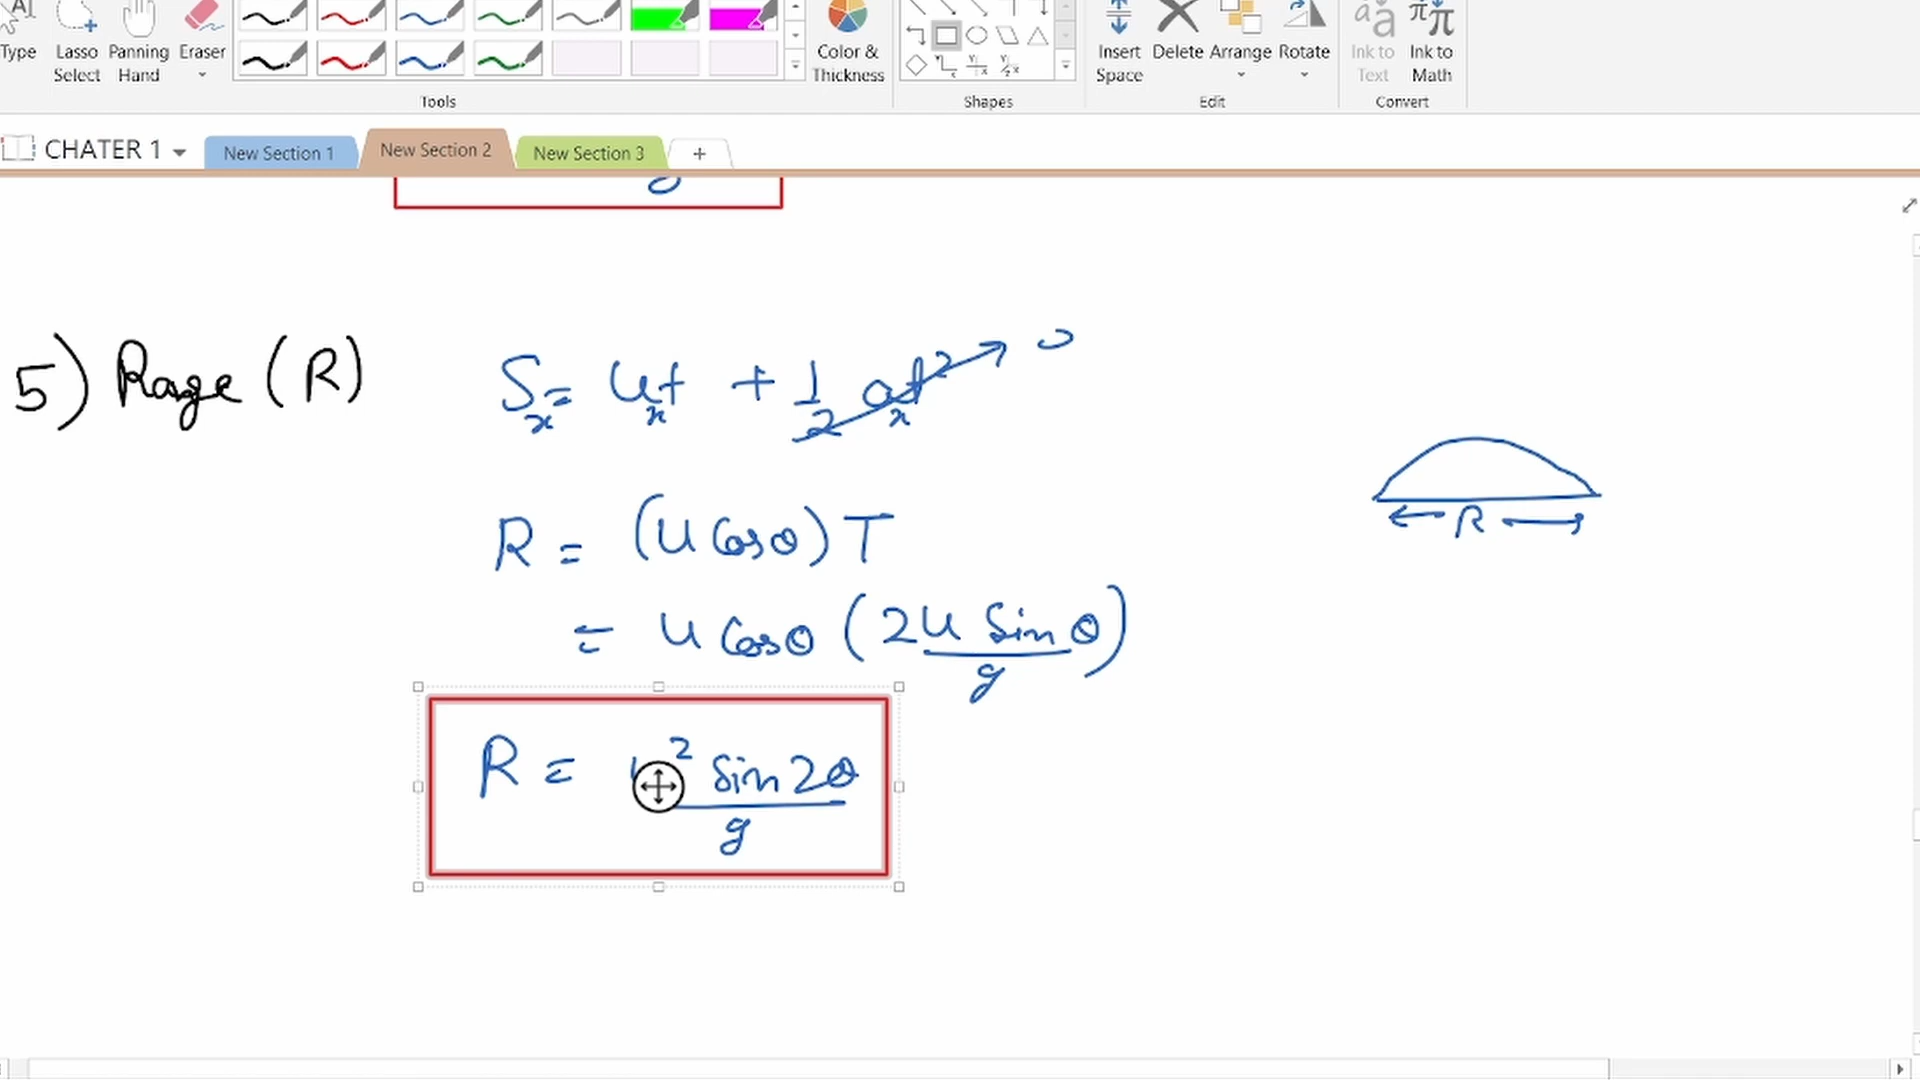 Type
Lasso Select
Panning Hand
Eraser
Color & Thickness
Insert Space
Delete
Arrange
Rotate
Ink to Text
Ink to Math
Tools
Shapes
Edit
Convert
CHATER 1
New Section 1
New Section 2
New Section 3
+
g
5) Rage (R)
Sₓ = uₓt + 1/2 aₓt² → 0
R = (u Cosθ) T
= u Cosθ (2u Sinθ / g)
R = u² Sin2θ / g
← R →